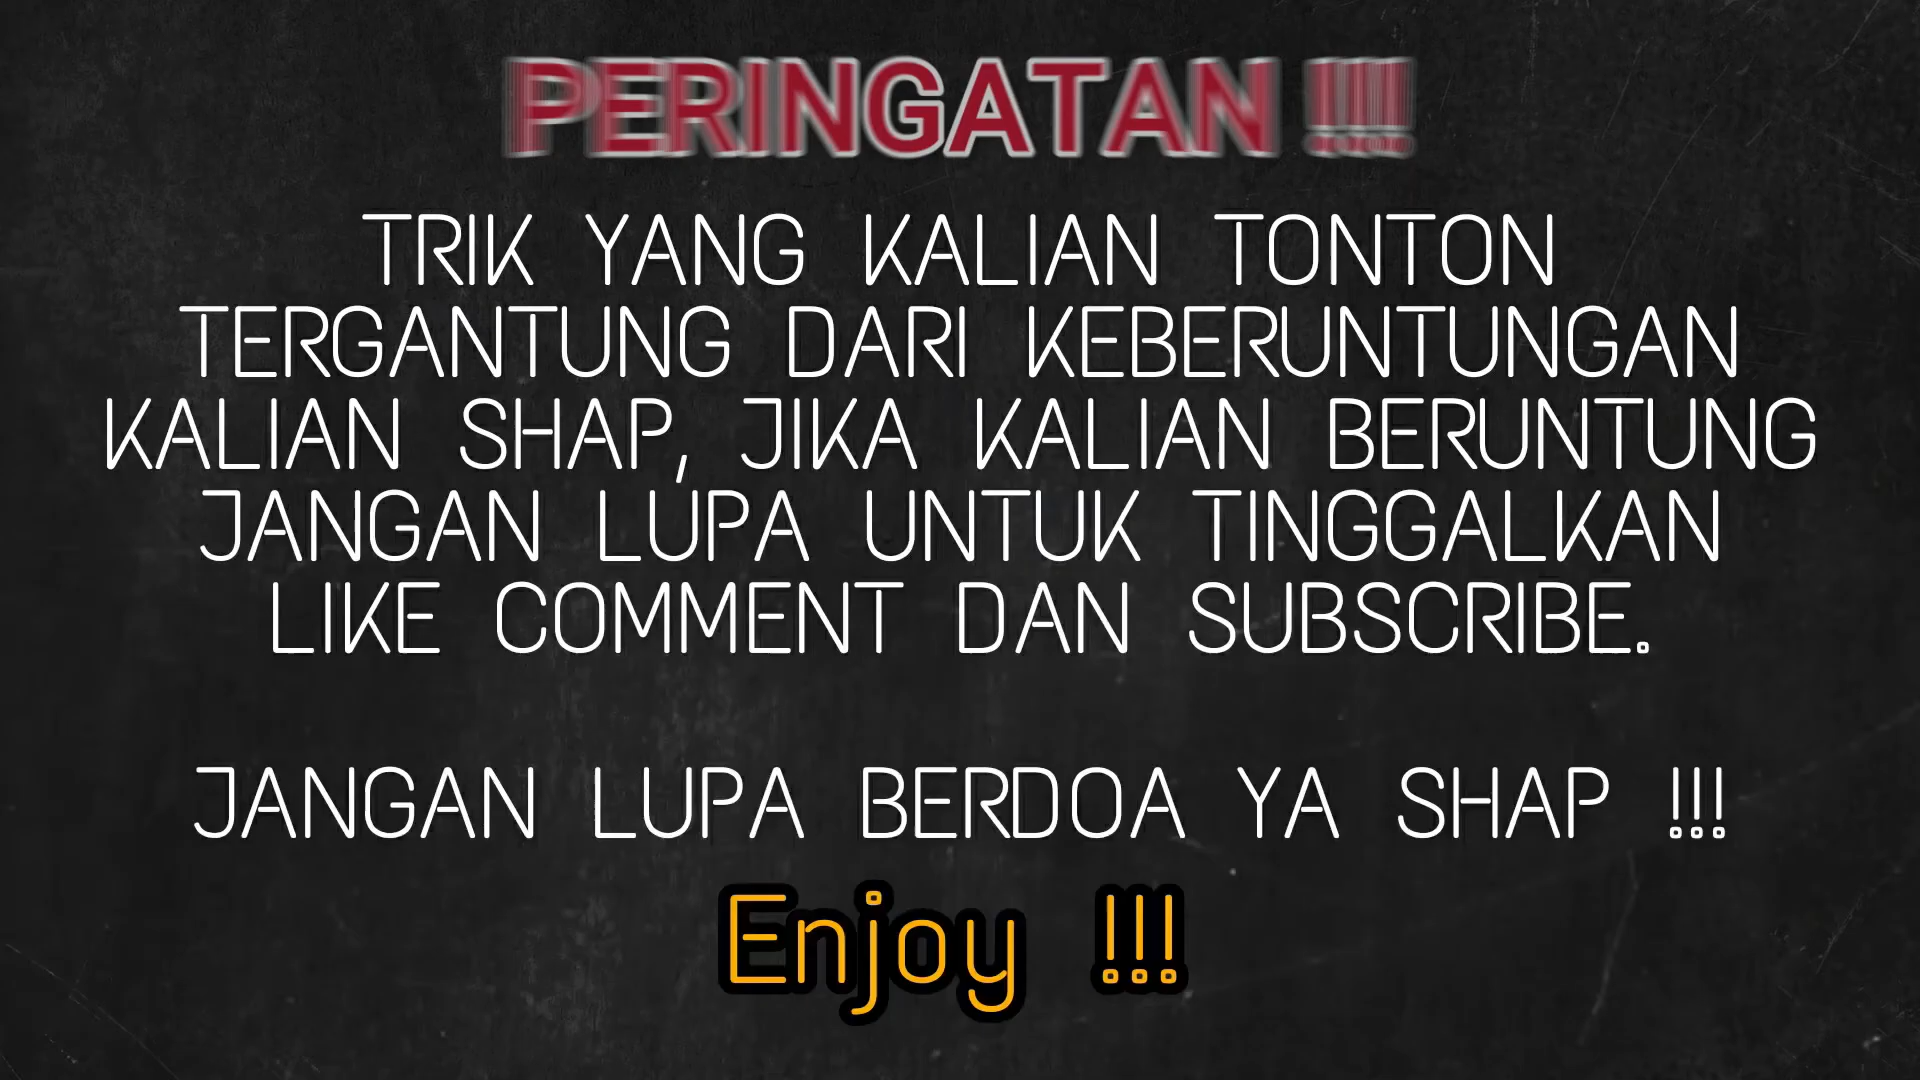 PERINGATAN !!!!
TRIK YANG KALIAN TONTON
TERGANTUNG DARI KEBERUNTUNGAN
KALIAN SHAP, JIKA KALIAN BERUNTUNG
JANGAN LUPA UNTUK TINGGALKAN
LIKE COMMENT DAN SUBSCRIBE.
JANGAN LUPA BERDOA YA SHAP !!!
Enjoy !!!